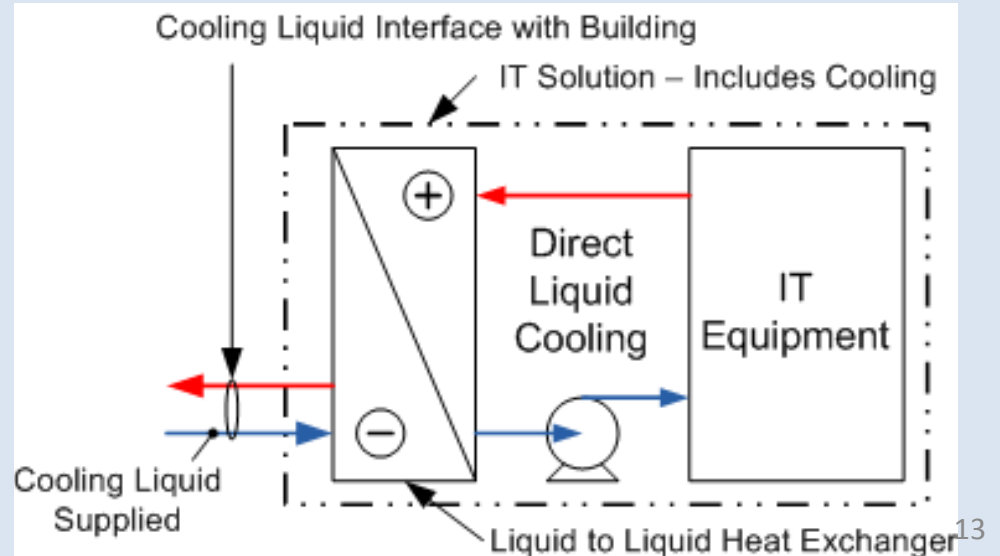 Cooling Liquid Interface with Building
IT Solution – Includes Cooling
+
Direct
Liquid
Cooling
IT
Equipment
−
Cooling Liquid
Supplied
Liquid to Liquid Heat Exchanger
13